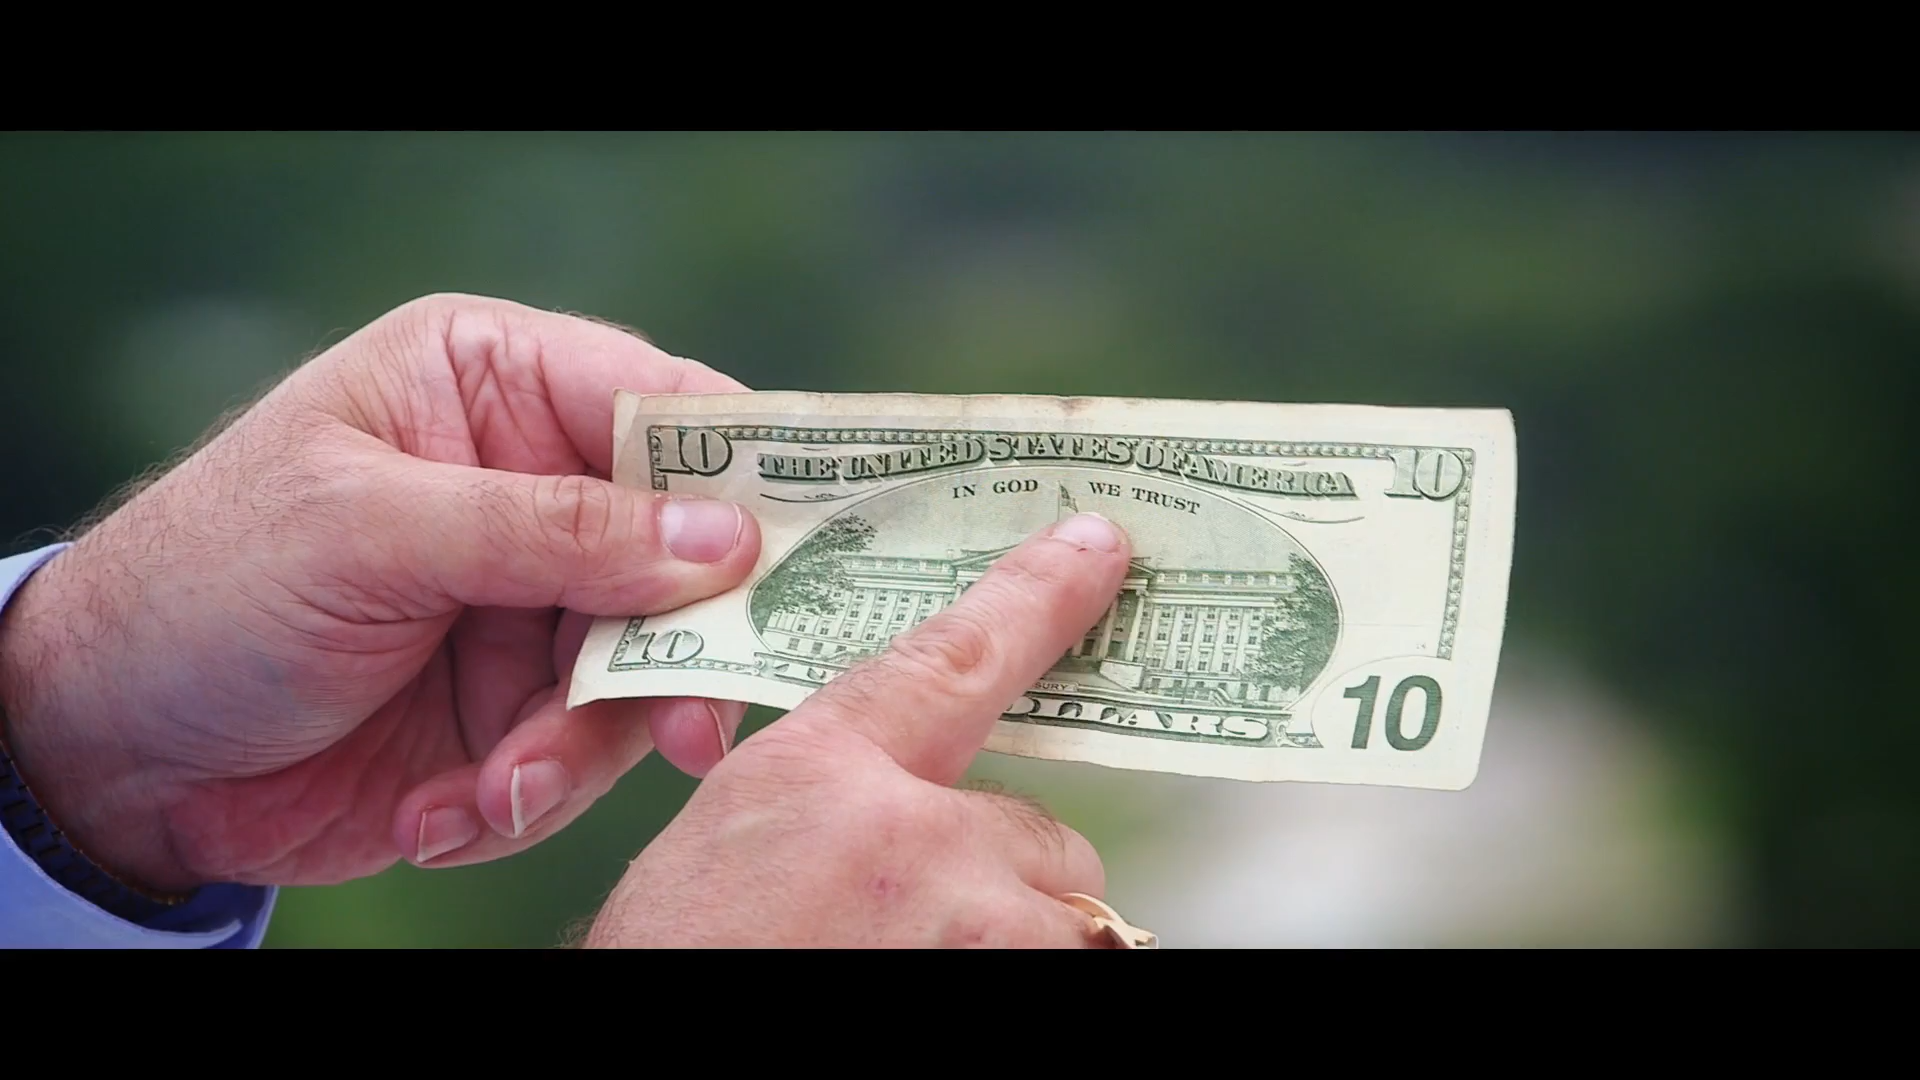 10 THE UNITED STATES OF AMERICA 10
IN GOD WE TRUST
10
10